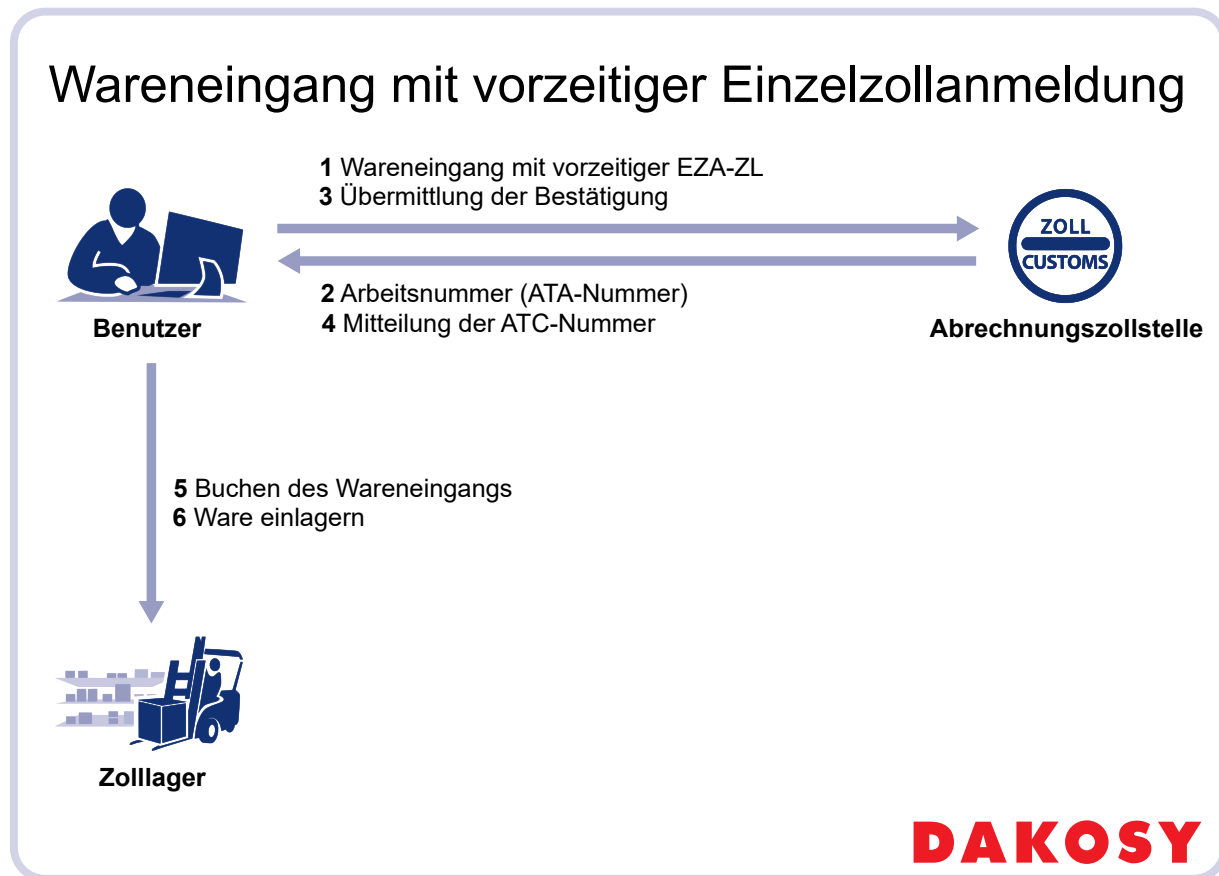 Wareneingang mit vorzeitiger Einzelzollanmeldung
1 Wareneingang mit vorzeitiger EZA-ZL
3 Übermittlung der Bestätigung
ZOLL
CUSTOMS
2 Arbeitsnummer (ATA-Nummer)
4 Mitteilung der ATC-Nummer
Benutzer
Abrechnungszollstelle
5 Buchen des Wareneingangs
6 Ware einlagern
Zolllager
DAKOSY